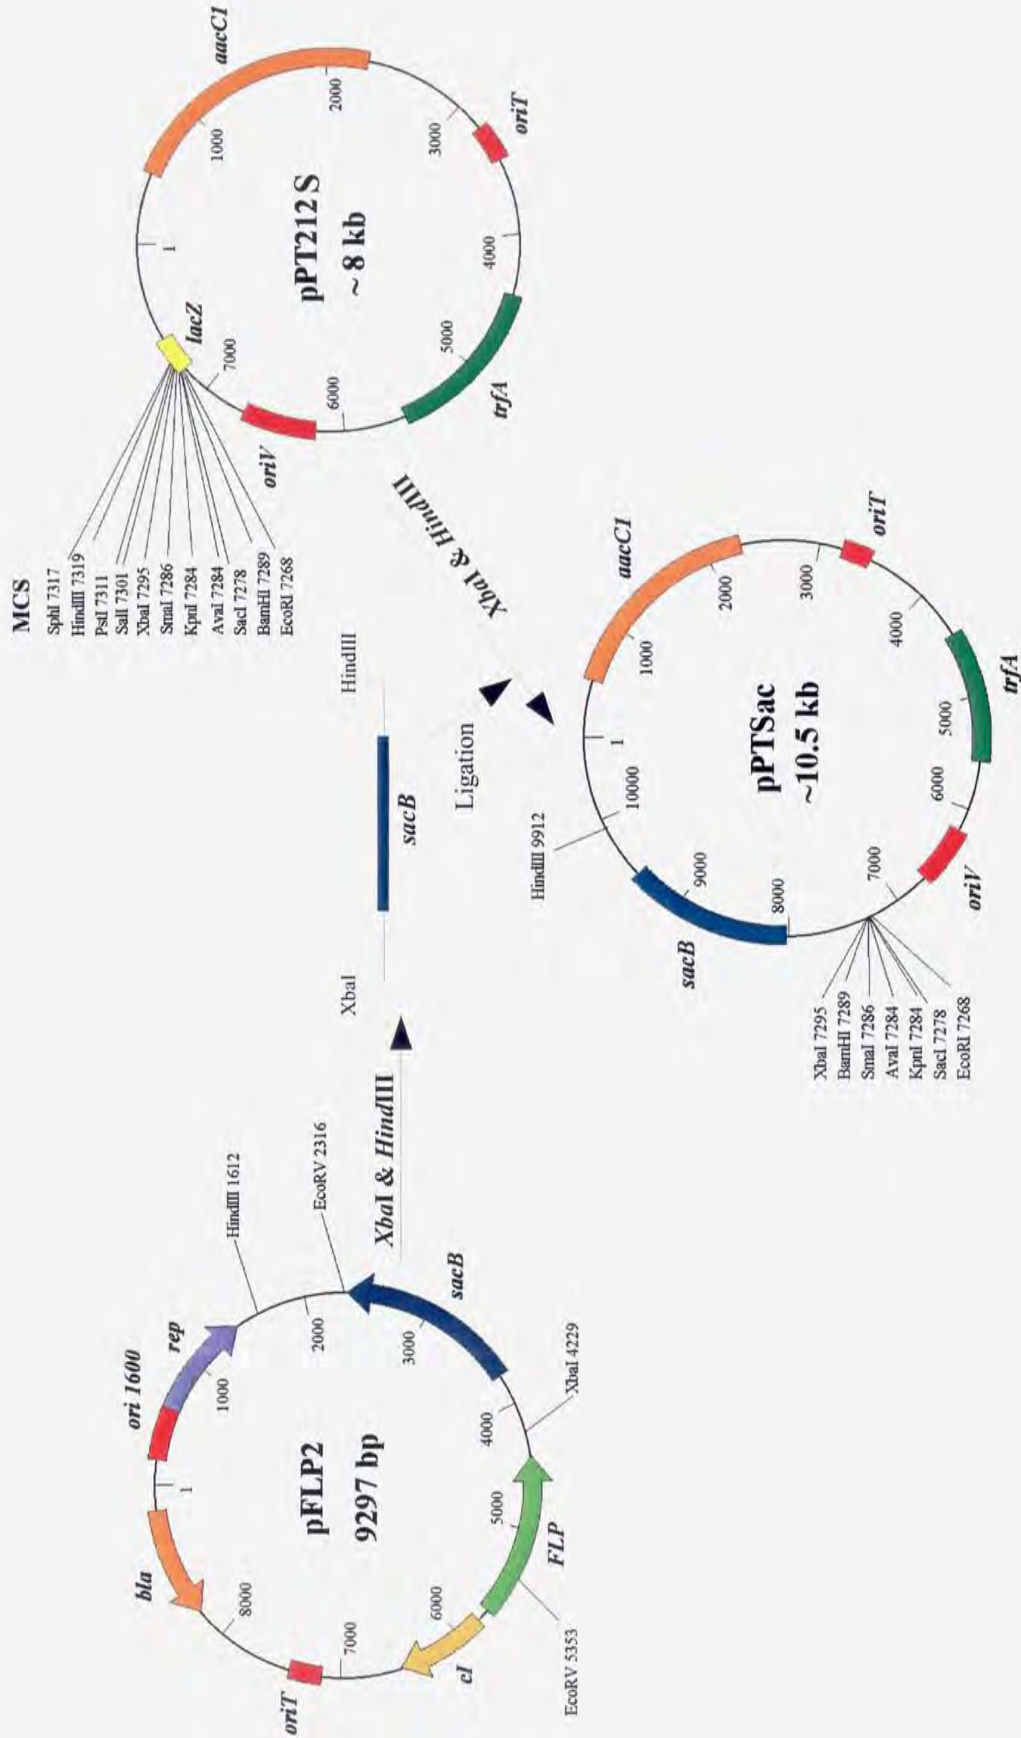 pFLP2
9297 bp
1
1000
2000
3000
4000
5000
6000
7000
8000
ori 1600
rep
HindIII 1612
EcoRV 2316
sacB
XbaI 4229
FLP
EcoRV 5353
cI
oriT
bla
XbaI & HindIII
XbaI
HindIII
sacB
Ligation
MCS
SphI 7317
HindIII 7319
PstI 7311
SalI 7301
XbaI 7295
SmaI 7286
KpnI 7284
AvaI 7284
SacI 7278
BamHI 7289
EcoRI 7268
pPT212 S
~ 8 kb
1
1000
2000
3000
4000
5000
6000
7000
aacC1
oriT
trfA
oriV
lacZ
XbaI & HindIII
pPTSac
~10.5 kb
1
1000
2000
3000
4000
5000
6000
7000
8000
9000
10000
aacC1
oriT
trfA
oriV
sacB
HindIII 9912
XbaI 7295
BamHI 7289
SmaI 7286
AvaI 7284
KpnI 7284
SacI 7278
EcoRI 7268